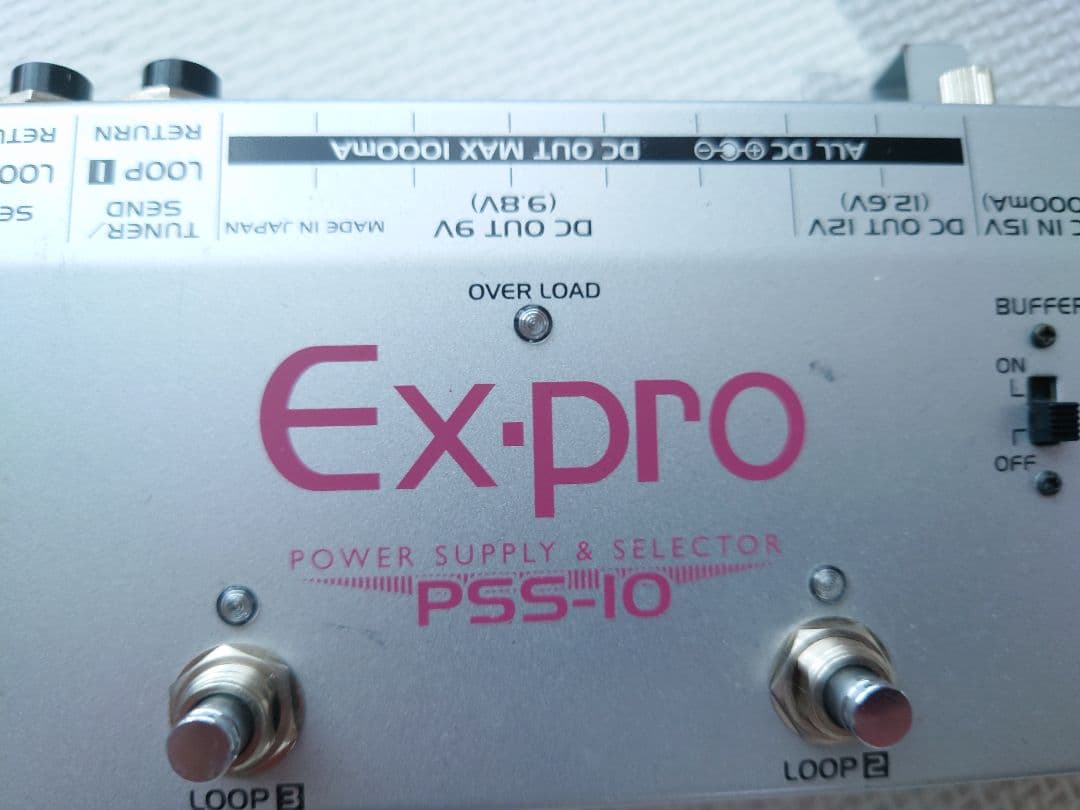 RETURN
LOOP 1
TUNER/
SEND
DC OUT MAX 1000mA
ALL DC
MADE IN JAPAN
DC OUT 9V
(9.8V)
DC OUT 12V
(12.6V)
IN 15V
OVER LOAD
BUFFER
ON
OFF
Ex·pro
POWER SUPPLY & SELECTOR
PSS-10
LOOP 3
LOOP 2